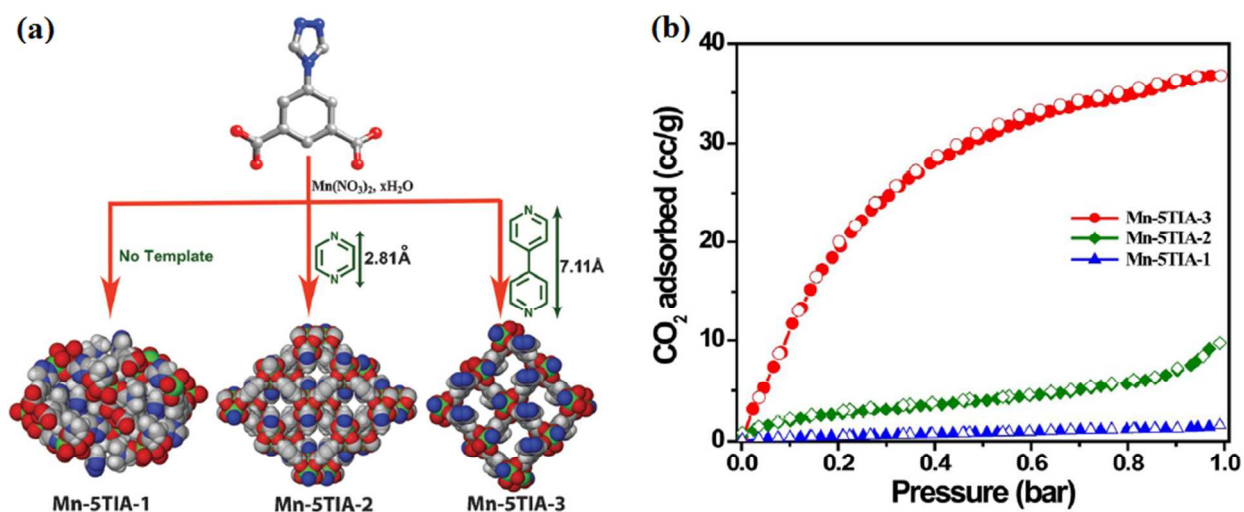 (a)
Mn(NO3)2, xH2O
No Template
N
N
2.81Å
N
N
7.11Å
Mn-5TIA-1
Mn-5TIA-2
Mn-5TIA-3
(b)
40
30
20
10
0
CO2 adsorbed (cc/g)
Mn-5TIA-3
Mn-5TIA-2
Mn-5TIA-1
0.0
0.2
0.4
0.6
0.8
1.0
Pressure (bar)